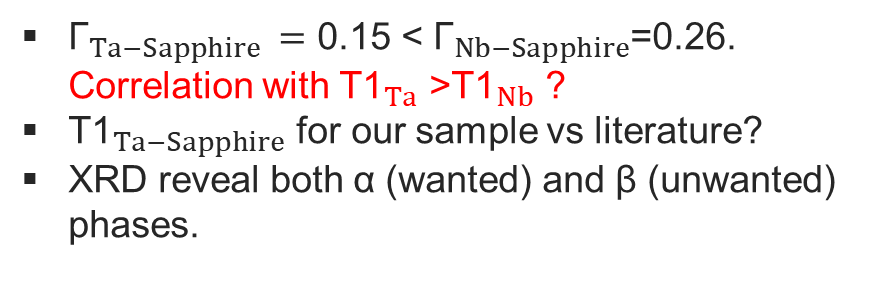 ▪ Γ_Ta−Sapphire = 0.15 < Γ_Nb−Sapphire=0.26.
Correlation with T1_Ta >T1_Nb ?
▪ T1_Ta−Sapphire for our sample vs literature?
▪ XRD reveal both α (wanted) and β (unwanted)
phases.